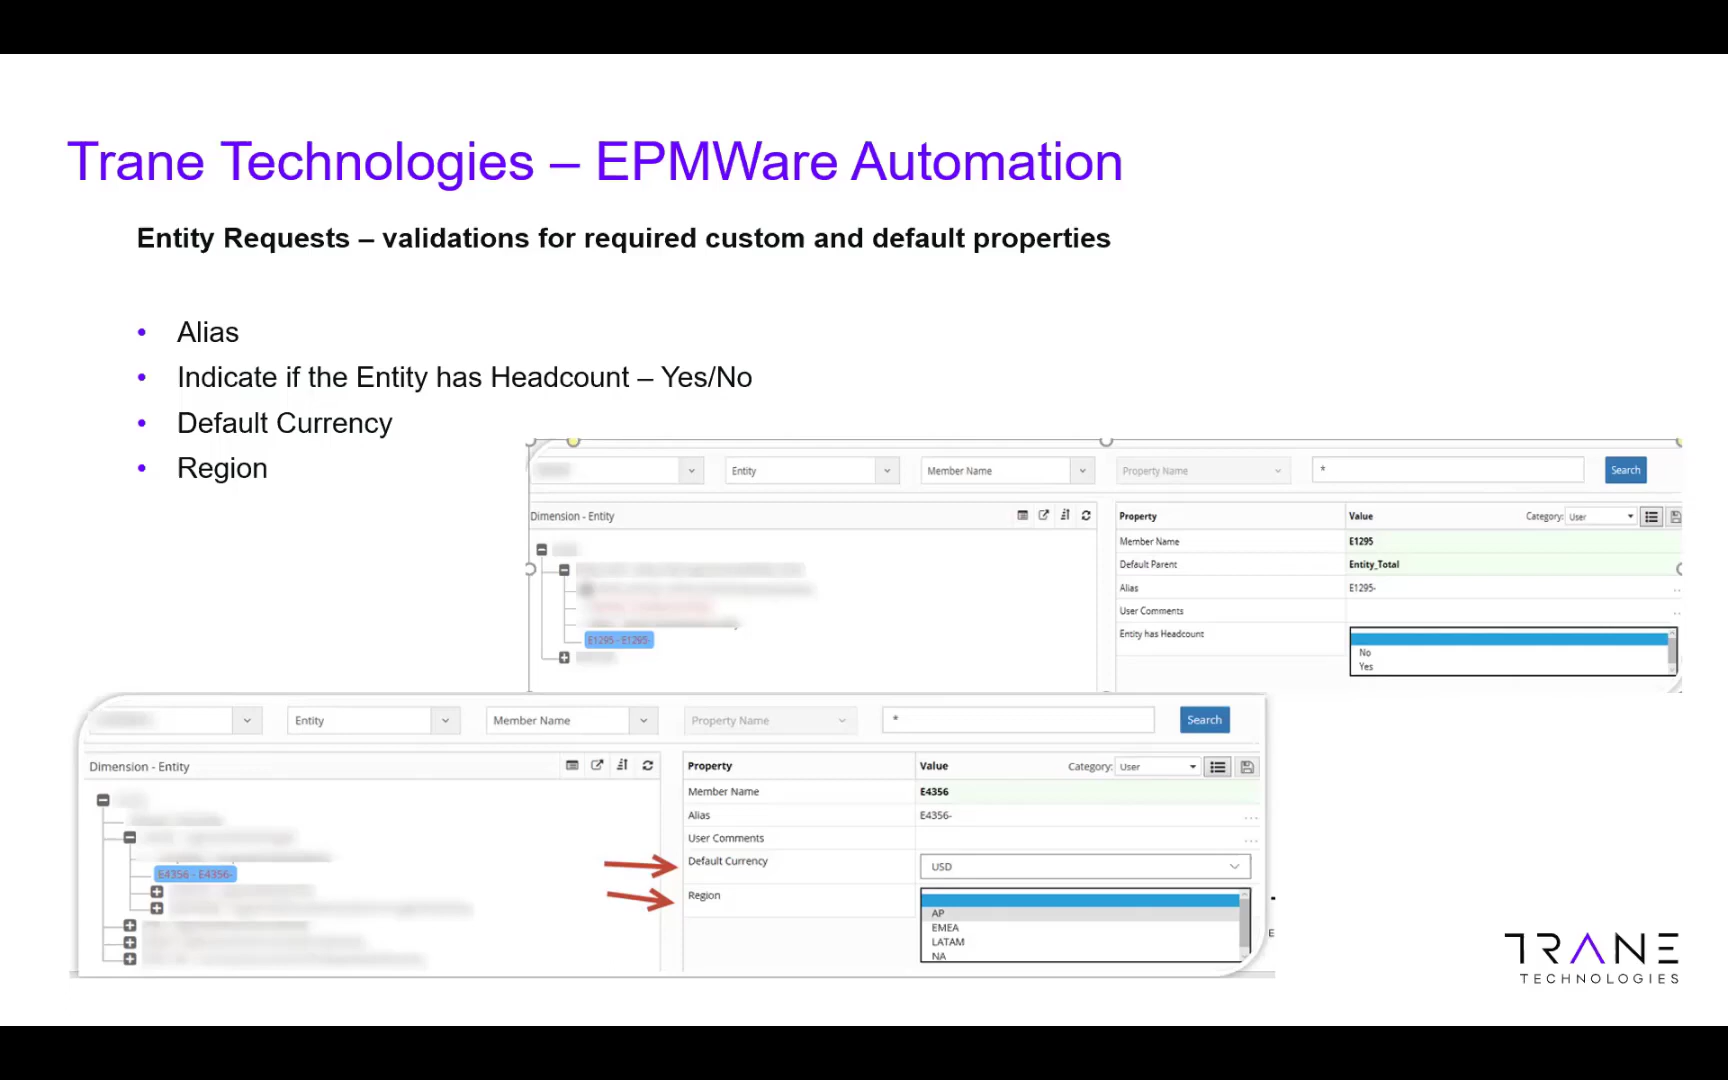 Trane Technologies – EPMWare Automation
Entity Requests – validations for required custom and default properties
• Alias
• Indicate if the Entity has Headcount – Yes/No
• Default Currency
• Region
Entity Member Name Property Name * Search
Dimension - Entity
Property Value Category: User
Member Name E1295
Default Parent Entity_Total
Alias E1295- ..
User Comments ..
Entity has Headcount
No
Yes
E1295 - E1295-
Entity Member Name Property Name * Search
Dimension - Entity
Property Value Category: User
Member Name E4356
Alias E4356- ...
User Comments ...
Default Currency USD
Region
AP
EMEA
LATAM
NA
E4356 - E4356-
E
TRANE
TECHNOLOGIES